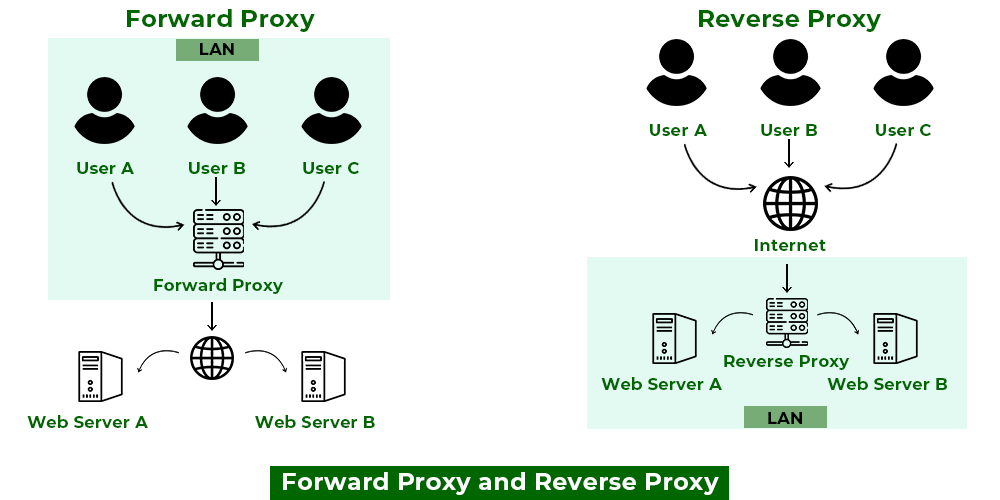 Forward Proxy
LAN
User A
User B
User C
Forward Proxy
Web Server A
Web Server B
Reverse Proxy
User A
User B
User C
Internet
Reverse Proxy
Web Server A
Web Server B
LAN
Forward Proxy and Reverse Proxy